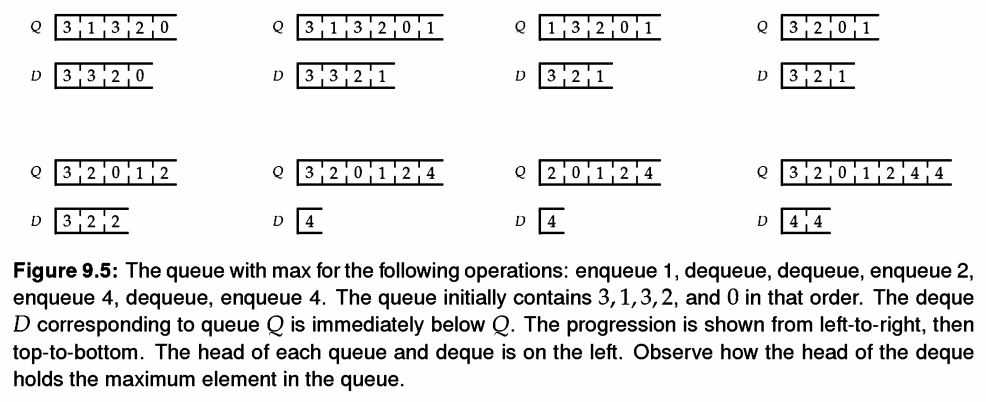 Q 3 1 3 2 0 Q 3 1 3 2 0 1 Q 1 3 2 0 1 Q 3 2 0 1
D 3 3 2 0 D 3 3 2 1 D 3 2 1 D 3 2 1
Q 3 2 0 1 2 Q 3 2 0 1 2 4 Q 2 0 1 2 4 Q 3 2 0 1 2 4 4
D 3 2 2 D 4 D 4 D 4 4
Figure 9.5: The queue with max for the following operations: enqueue 1, dequeue, dequeue, enqueue 2,
enqueue 4, dequeue, enqueue 4. The queue initially contains 3, 1, 3, 2, and 0 in that order. The deque
D corresponding to queue Q is immediately below Q. The progression is shown from left-to-right, then
top-to-bottom. The head of each queue and deque is on the left. Observe how the head of the deque
holds the maximum element in the queue.